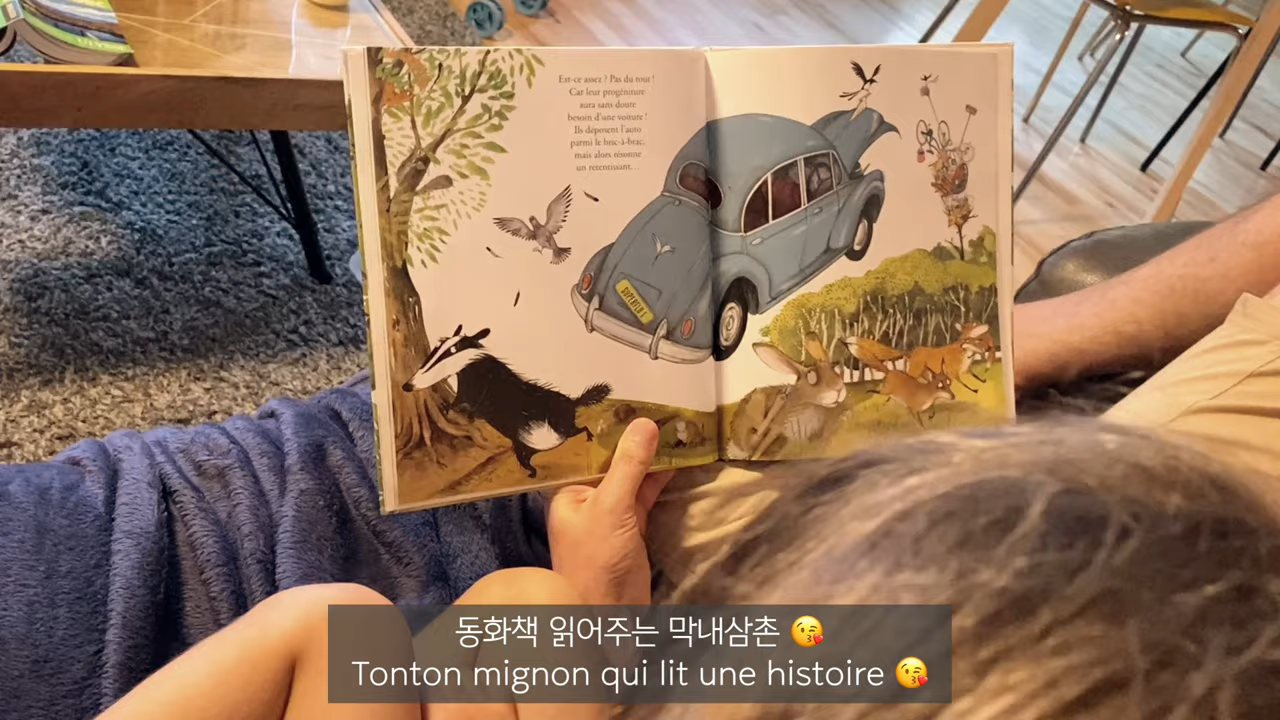 Est-ce assez ? Pas du tout !
Car leur progéniture
aura sans doute
besoin d'une voiture !
Ils déposent l'auto
parmi le bric-à-brac,
mais alors résonne
un retentissant...
동화책 읽어주는 막내삼촌 😘
Tonton mignon qui lit une histoire 😘